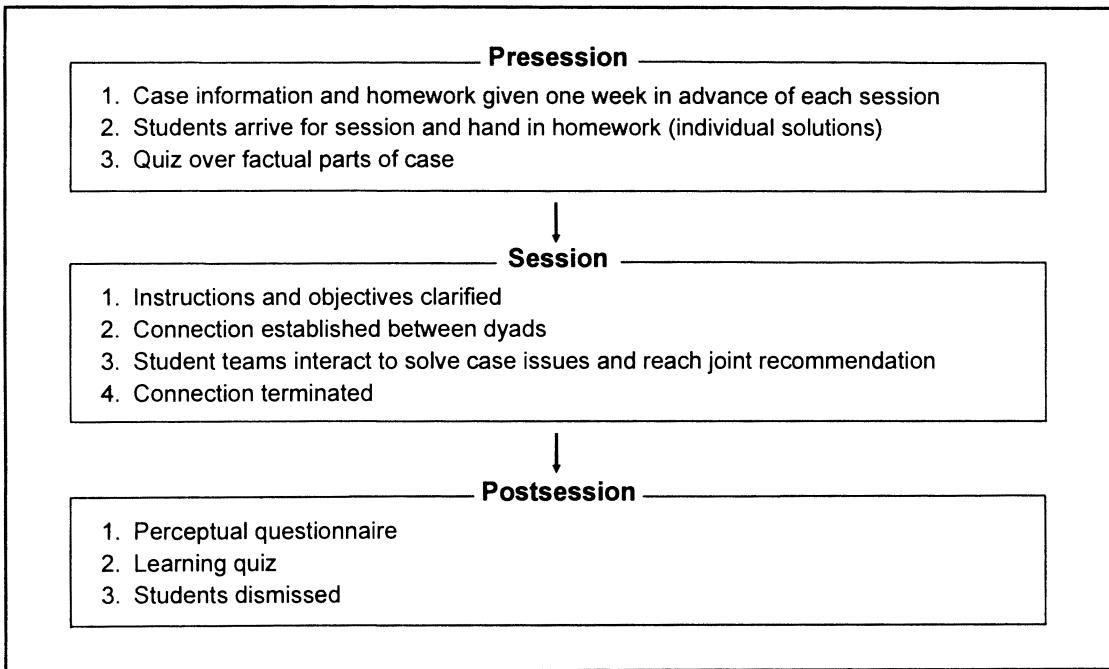 Presession
1. Case information and homework given one week in advance of each session
2. Students arrive for session and hand in homework (individual solutions)
3. Quiz over factual parts of case
Session
1. Instructions and objectives clarified
2. Connection established between dyads
3. Student teams interact to solve case issues and reach joint recommendation
4. Connection terminated
Postsession
1. Perceptual questionnaire
2. Learning quiz
3. Students dismissed